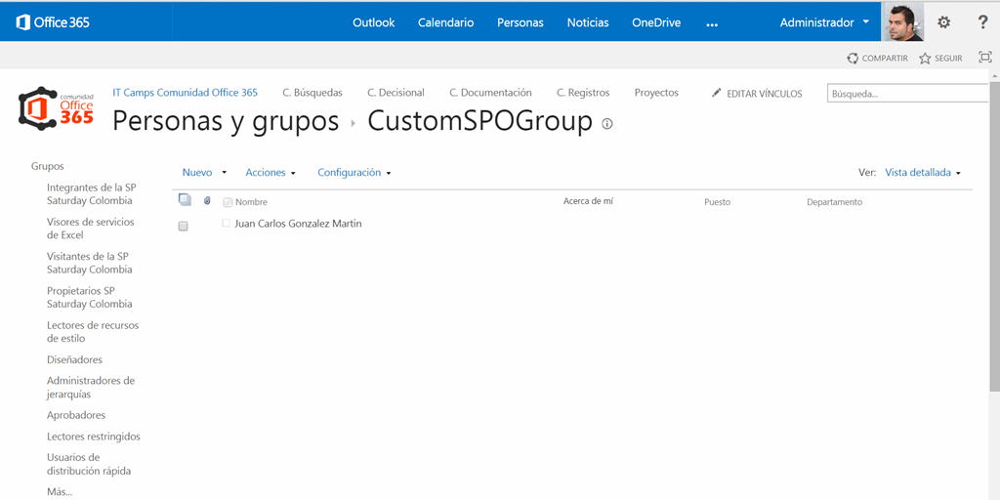 Office 365
Outlook Calendario Personas Noticias OneDrive ... Administrador ?
COMPARTIR SEGUIR
comunidad
Office
365
IT Camps Comunidad Office 365 C. Búsquedas C. Decisional C. Documentación C. Registros Proyectos EDITAR VÍNCULOS Búsqueda...
Personas y grupos CustomSPOGroup
Grupos
Integrantes de la SP
Saturday Colombia
Visores de servicios
de Excel
Visitantes de la SP
Saturday Colombia
Propietarios SP
Saturday Colombia
Lectores de recursos
de estilo
Diseñadores
Administradores de
jerarquías
Aprobadores
Lectores restringidos
Usuarios de
distribución rápida
Más...
Nuevo Acciones Configuración Ver: Vista detallada
Nombre Acerca de mí Puesto Departamento
Juan Carlos Gonzalez Martin